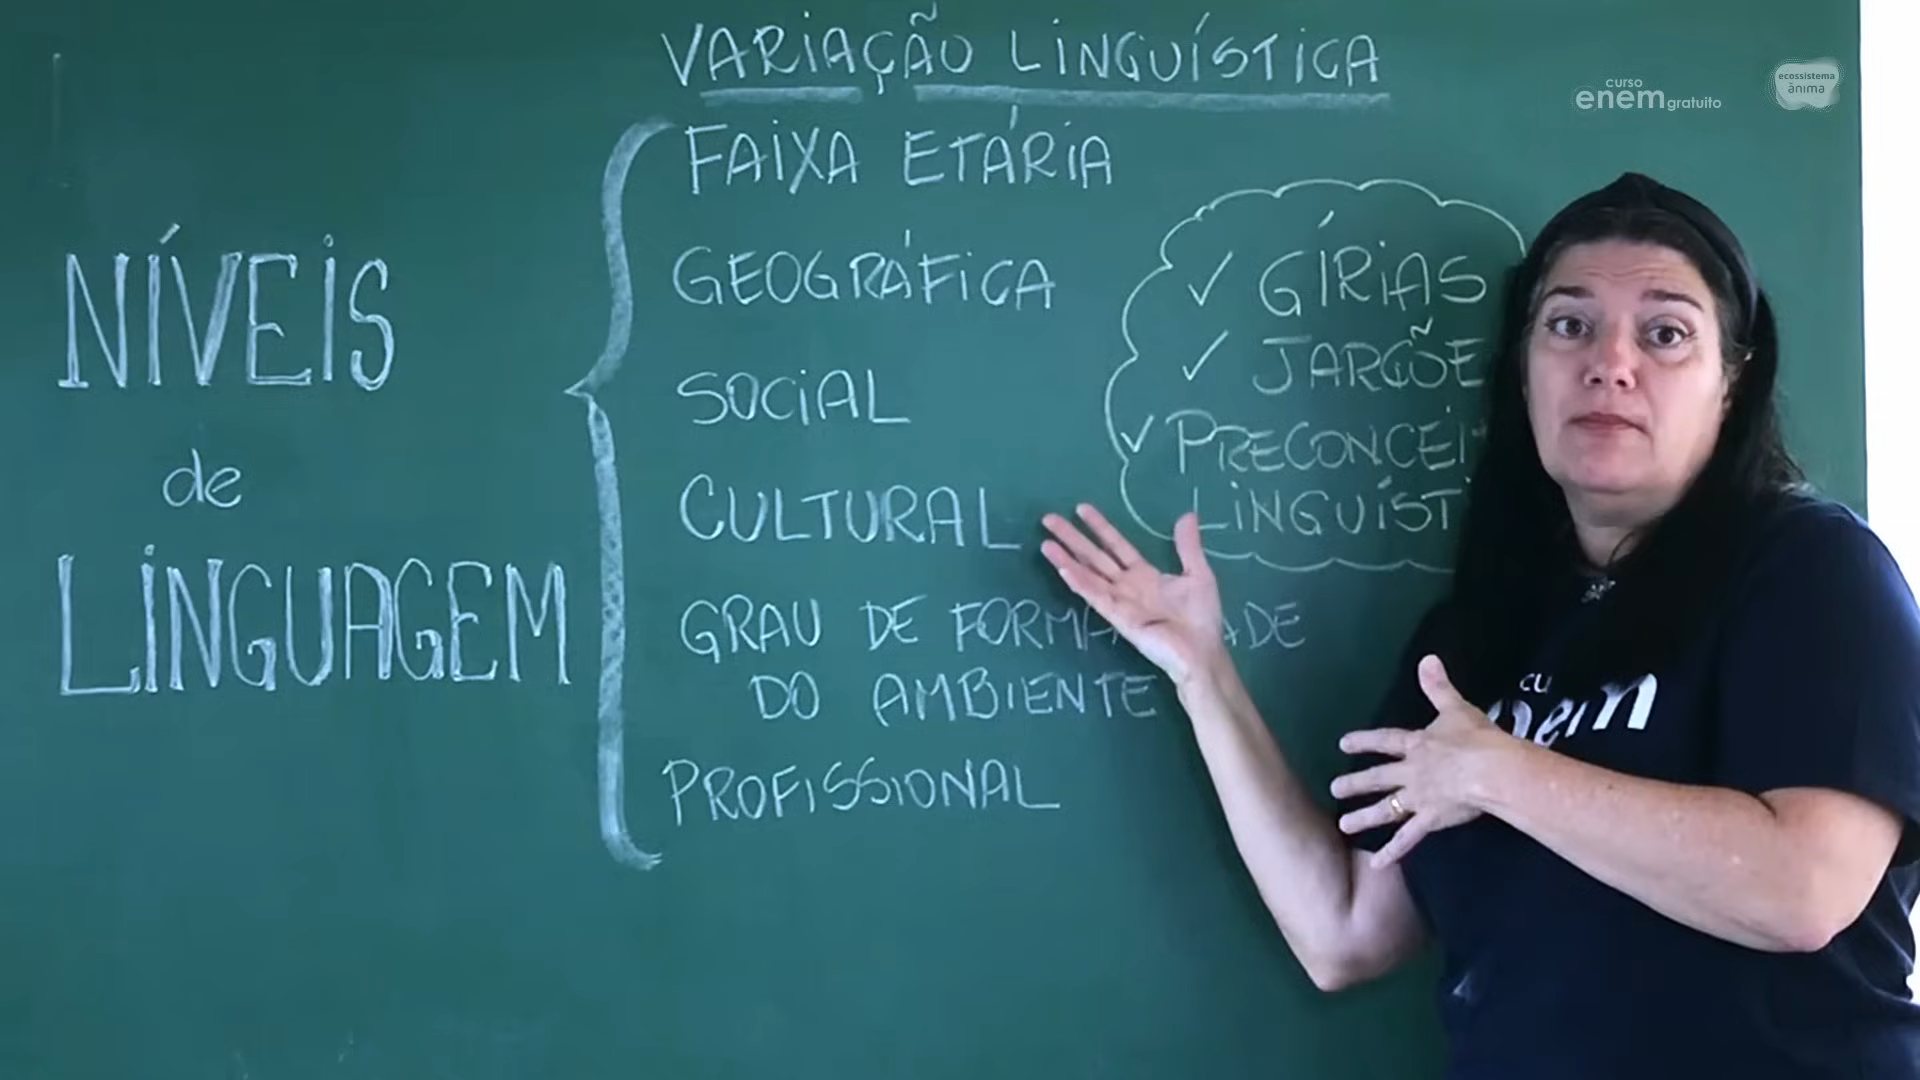 VARIAÇÃO LINGUÍSTICA
curso
enem gratuito
ecossistema
ânima
NÍVEIS
de
LINGUAGEM
FAIXA ETÁRIA
GEOGRÁFICA
SOCIAL
CULTURAL
GRAU DE
DO AMBIENTE
PROFISSIONAL
✓ GÍRIAS
✓
✓